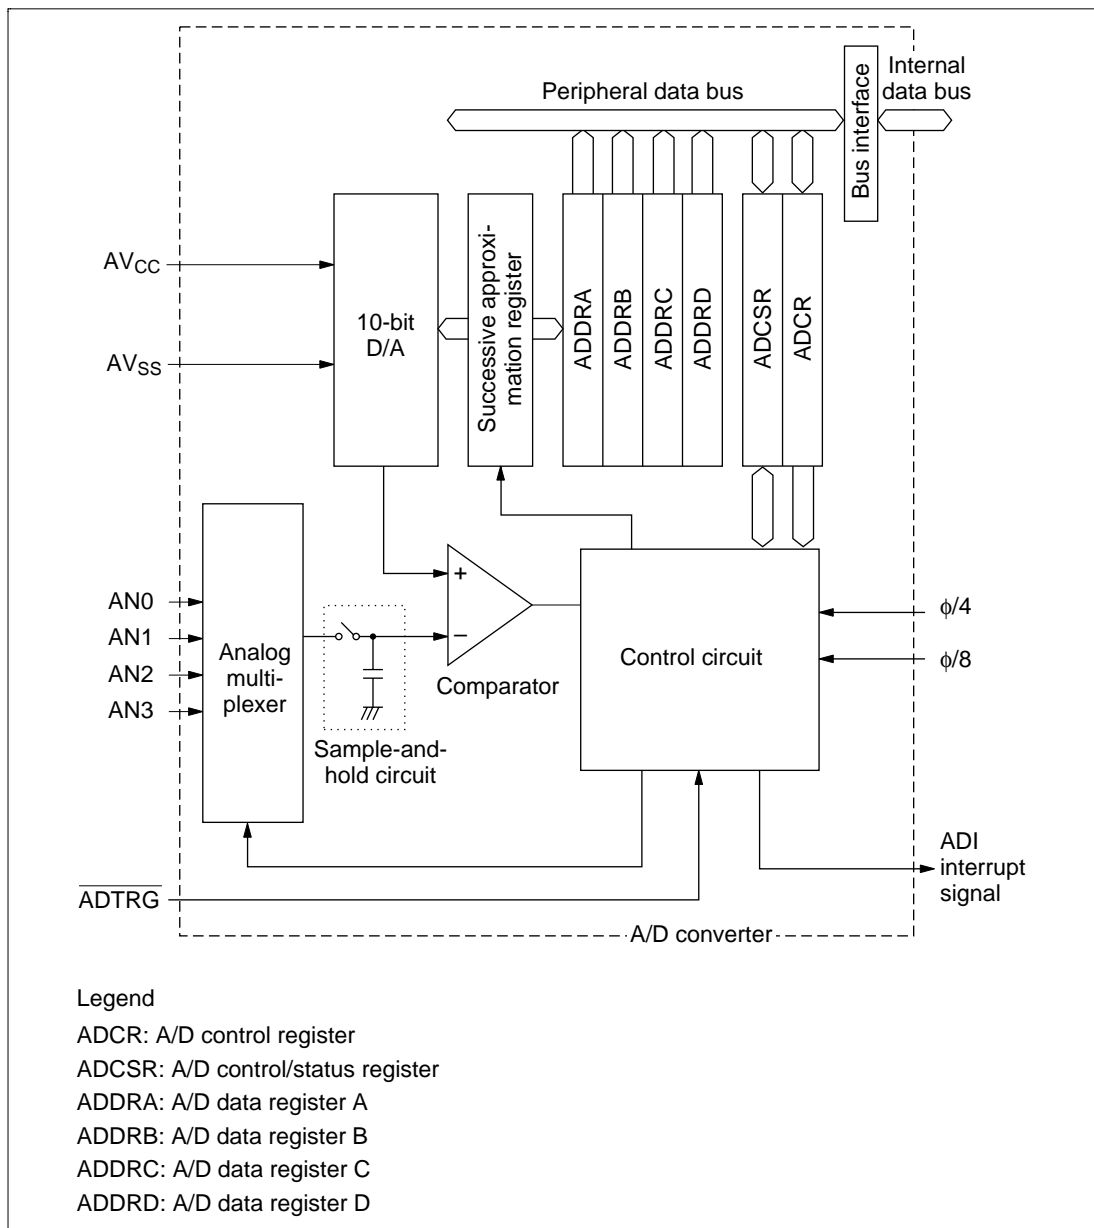 Peripheral data bus
Internal
data bus
Bus interface
AVCC
AVSS
10-bit
D/A
Successive approxi-
mation register
ADDRA
ADDRB
ADDRC
ADDRD
ADCSR
ADCR
AN0
AN1
AN2
AN3
Analog
multi-
plexer
+
−
Comparator
Sample-and-
hold circuit
Control circuit
ϕ/4
ϕ/8
ADTRG
ADI
interrupt
signal
A/D converter
Legend
ADCR: A/D control register
ADCSR: A/D control/status register
ADDRA: A/D data register A
ADDRB: A/D data register B
ADDRC: A/D data register C
ADDRD: A/D data register D